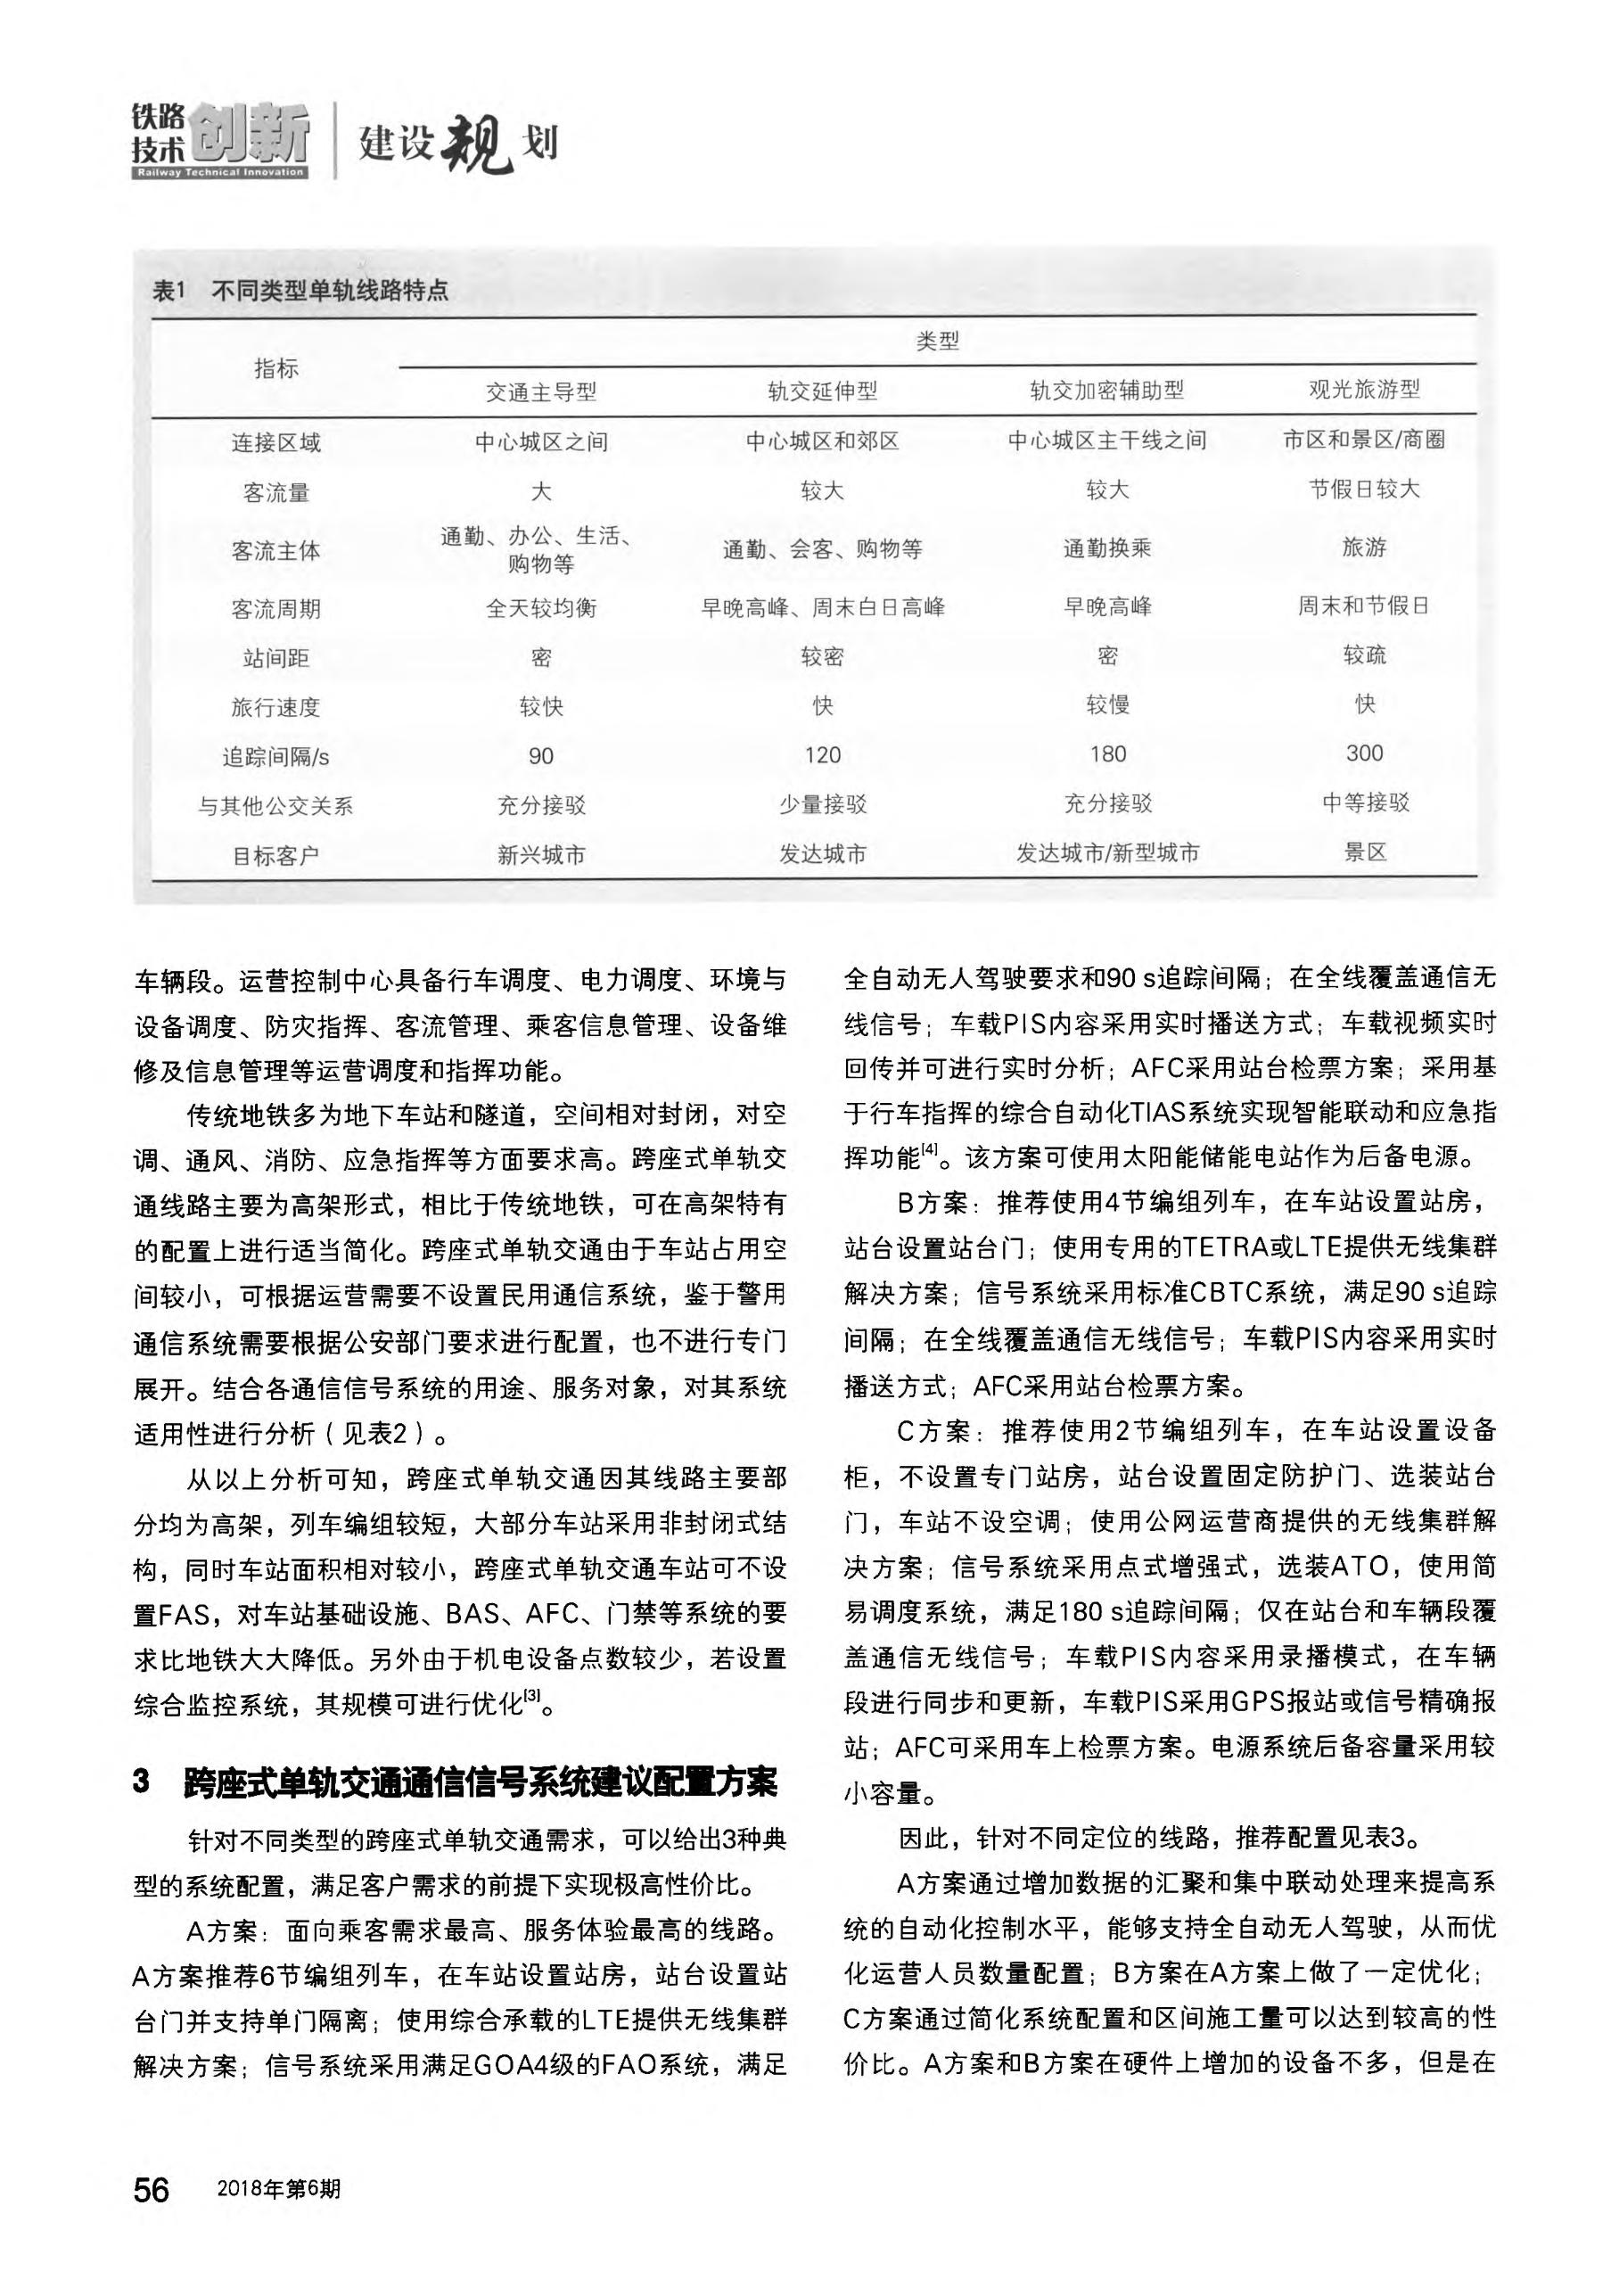 铁路
技术
创新
Railway Technical Innovation
建设规划
表1 不同类型单轨线路特点
指标 类型
交通主导型 轨交延伸型 轨交加密辅助型 观光旅游型
连接区域 中心城区之间 中心城区和郊区 中心城区主干线之间 市区和景区/商圈
客流量 大 较大 较大 节假日较大
客流主体 通勤、办公、生活、购物等 通勤、会客、购物等 通勤换乘 旅游
客流周期 全天较均衡 早晚高峰、周末白日高峰 早晚高峰 周末和节假日
站间距 密 较密 密 较疏
旅行速度 较快 快 较慢 快
追踪间隔/s 90 120 180 300
与其他公交关系 充分接驳 少量接驳 充分接驳 中等接驳
目标客户 新兴城市 发达城市 发达城市/新型城市 景区
车辆段。运营控制中心具备行车调度、电力调度、环境与
设备调度、防灾指挥、客流管理、乘客信息管理、设备维
修及信息管理等运营调度和指挥功能。
传统地铁多为地下车站和隧道，空间相对封闭，对空
调、通风、消防、应急指挥等方面要求高。跨座式单轨交
通线路主要为高架形式，相比于传统地铁，可在高架特有
的配置上进行适当简化。跨座式单轨交通由于车站占用空
间较小，可根据运营需要不设置民用通信系统，鉴于警用
通信系统需要根据公安部门要求进行配置，也不进行专门
展开。结合各通信信号系统的用途、服务对象，对其系统
适用性进行分析（见表2）。
从以上分析可知，跨座式单轨交通因其线路主要部
分均为高架，列车编组较短，大部分车站采用非封闭式结
构，同时车站面积相对较小，跨座式单轨交通车站可不设
置FAS，对车站基础设施、BAS、AFC、门禁等系统的要
求比地铁大大降低。另外由于机电设备点数较少，若设置
综合监控系统，其规模可进行优化[3]。
3 跨座式单轨交通通信信号系统建议配置方案
针对不同类型的跨座式单轨交通需求，可以给出3种典
型的系统配置，满足客户需求的前提下实现极高性价比。
A方案：面向乘客需求最高、服务体验最高的线路。
A方案推荐6节编组列车，在车站设置站房，站台设置站
台门并支持单门隔离；使用综合承载的LTE提供无线集群
解决方案；信号系统采用满足GOA4级的FAO系统，满足
全自动无人驾驶要求和90 s追踪间隔；在全线覆盖通信无
线信号；车载PIS内容采用实时播送方式；车载视频实时
回传并可进行实时分析；AFC采用站台检票方案；采用基
于行车指挥的综合自动化TIAS系统实现智能联动和应急指
挥功能[4]。该方案可使用太阳能储能电站作为后备电源。
B方案：推荐使用4节编组列车，在车站设置站房，
站台设置站台门；使用专用的TETRA或LTE提供无线集群
解决方案；信号系统采用标准CBTC系统，满足90 s追踪
间隔；在全线覆盖通信无线信号；车载PIS内容采用实时
播送方式；AFC采用站台检票方案。
C方案：推荐使用2节编组列车，在车站设置设备
柜，不设置专门站房，站台设置固定防护门、选装站台
门，车站不设空调；使用公网运营商提供的无线集群解
决方案；信号系统采用点式增强式，选装ATO，使用简
易调度系统，满足180 s追踪间隔；仅在站台和车辆段覆
盖通信无线信号；车载PIS内容采用录播模式，在车辆
段进行同步和更新，车载PIS采用GPS报站或信号精确报
站；AFC可采用车上检票方案。电源系统后备容量采用较
小容量。
因此，针对不同定位的线路，推荐配置见表3。
A方案通过增加数据的汇聚和集中联动处理来提高系
统的自动化控制水平，能够支持全自动无人驾驶，从而优
化运营人员数量配置；B方案在A方案上做了一定优化；
C方案通过简化系统配置和区间施工量可以达到较高的性
价比。A方案和B方案在硬件上增加的设备不多，但是在
56 2018年第6期